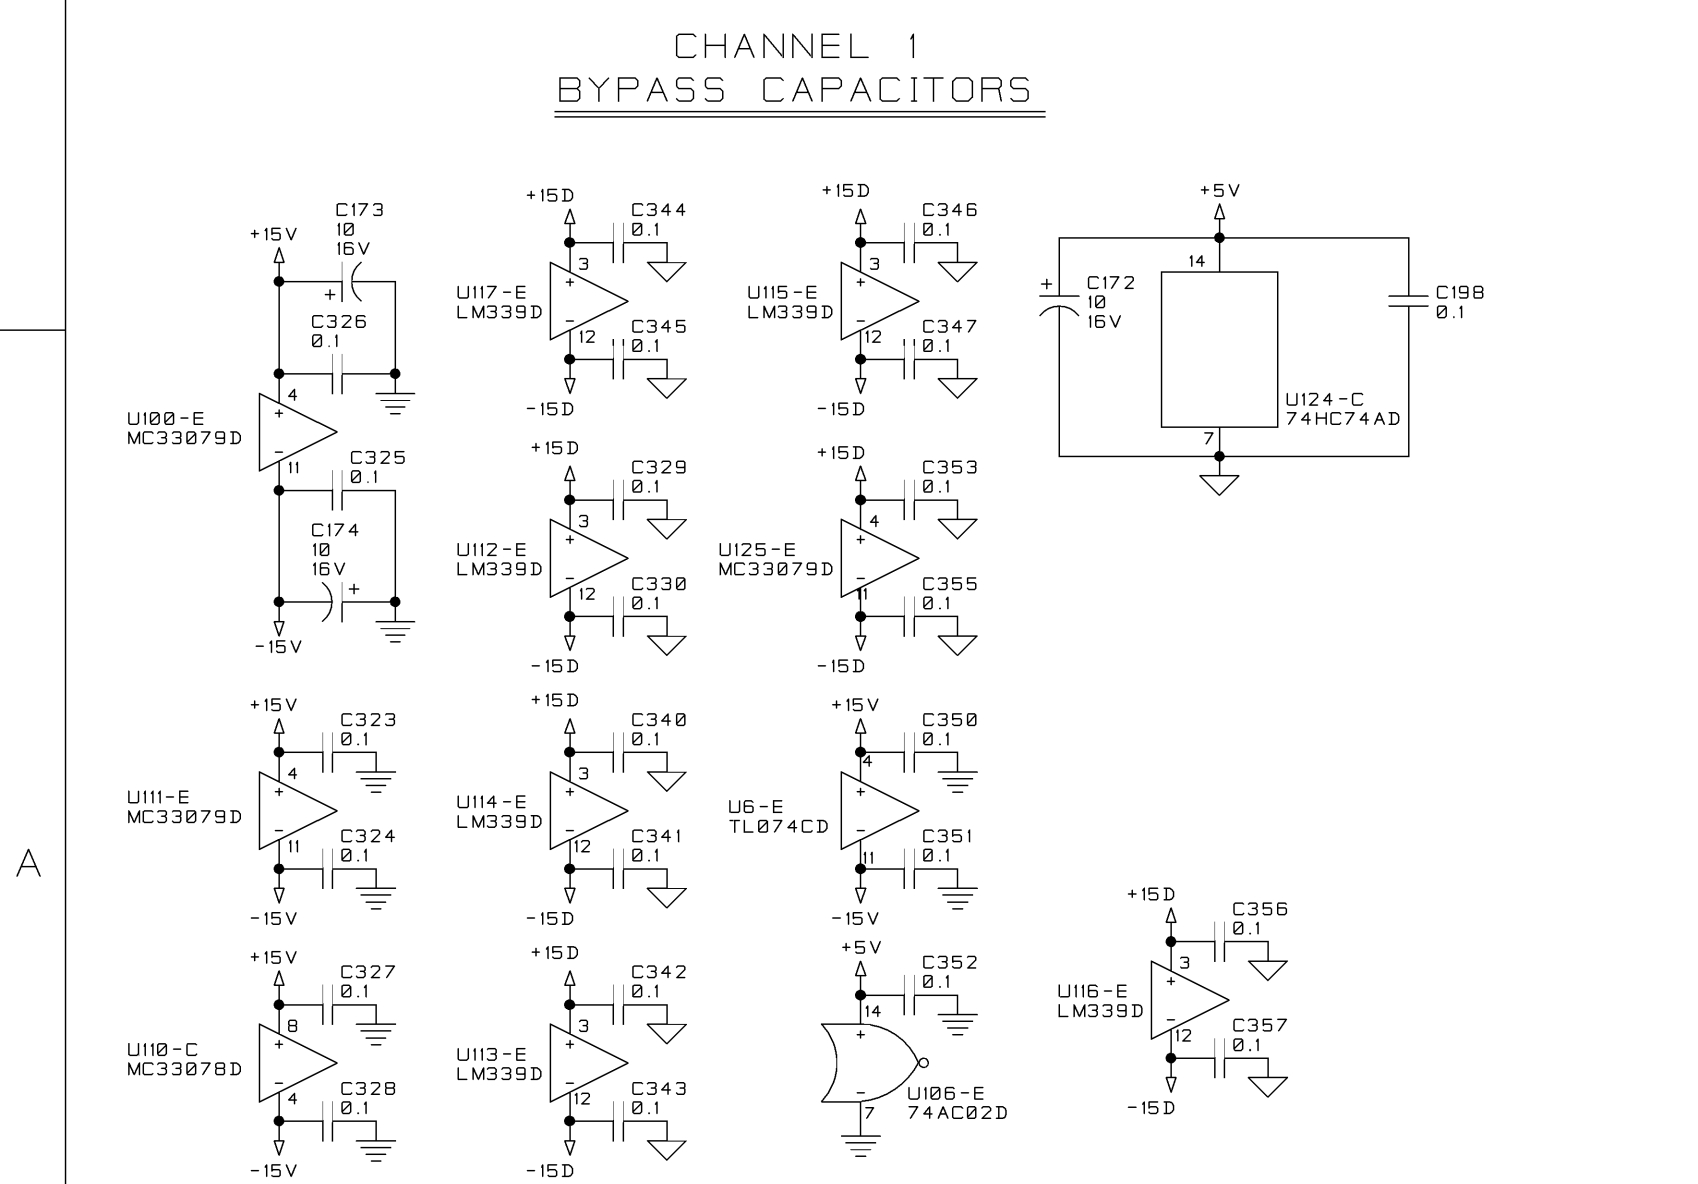 CHANNEL 1
BYPASS CAPACITORS
+15V
C173
10
16V
+
C326
0.1
4
+
U100-E
MC33079D
-
11
C325
0.1
C174
10
16V
+
-15V
+15V
C323
0.1
4
+
U111-E
MC33079D
-
11
C324
0.1
-15V
+15V
C327
0.1
8
+
U110-C
MC33078D
-
4
C328
0.1
-15V
+15D
C344
0.1
3
+
U117-E
LM339D
-
12
C345
0.1
-15D
+15D
C329
0.1
3
+
U112-E
LM339D
-
12
C330
0.1
-15D
+15D
C340
0.1
3
+
U114-E
LM339D
-
12
C341
0.1
-15D
+15D
C342
0.1
3
+
U113-E
LM339D
-
12
C343
0.1
-15D
+15D
C346
0.1
3
+
U115-E
LM339D
-
12
C347
0.1
-15D
+15D
C353
0.1
4
+
U125-E
MC33079D
-
11
C355
0.1
-15D
+15V
C350
0.1
4
+
U6-E
TL074CD
-
11
C351
0.1
-15V
+5V
C352
0.1
14
+
-
U106-E
74AC02D
7
+5V
14
+
C172
10
16V
C198
0.1
U124-C
74HC74AD
7
+15D
C356
0.1
3
+
U116-E
LM339D
-
12
C357
0.1
-15D
A